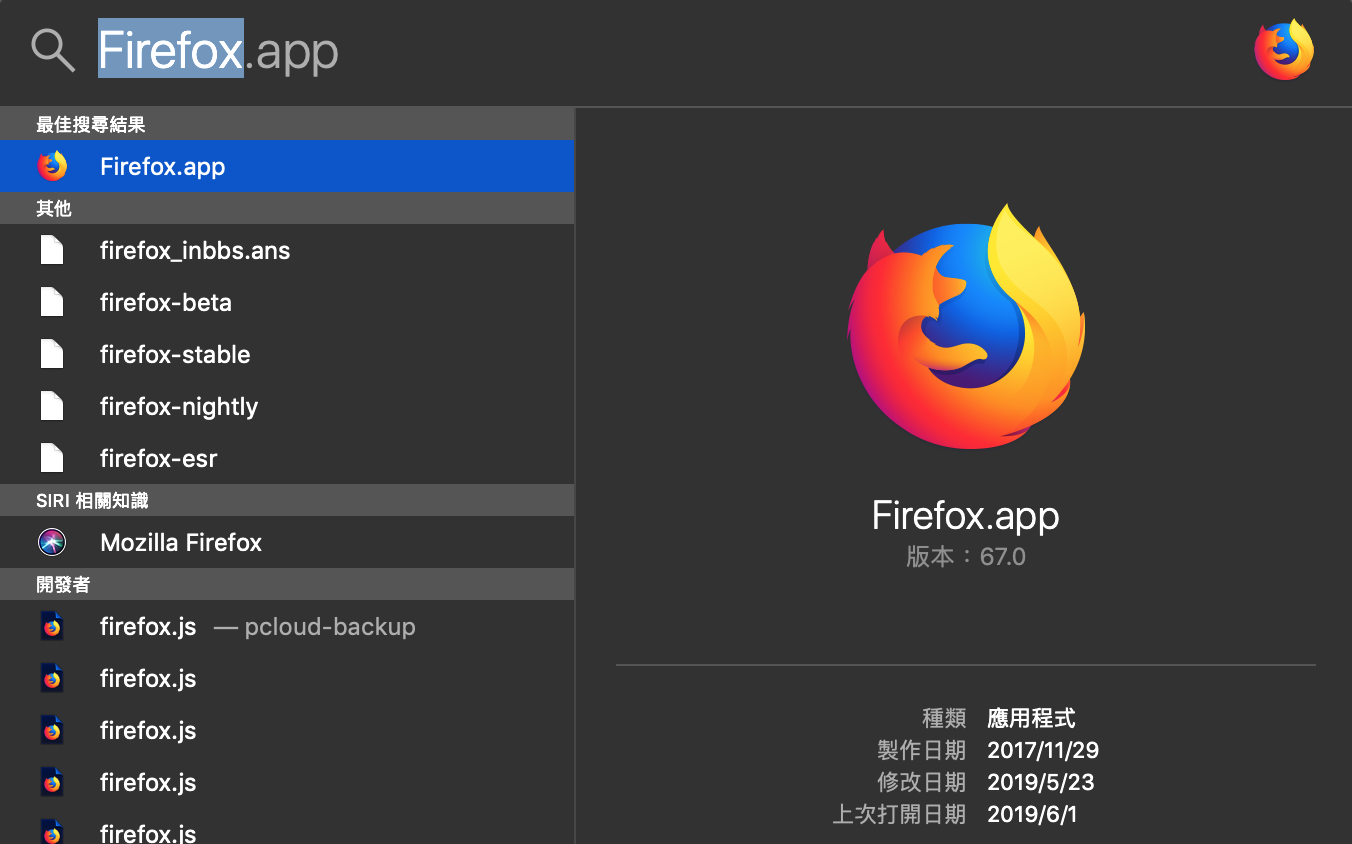 Firefox.app
最佳搜尋結果
Firefox.app
其他
firefox_inbbs.ans
firefox-beta
firefox-stable
firefox-nightly
firefox-esr
SIRI 相關知識
Mozilla Firefox
開發者
firefox.js — pcloud-backup
firefox.js
firefox.js
firefox.js
firefox.js
Firefox.app
版本：67.0
種類 應用程式
製作日期 2017/11/29
修改日期 2019/5/23
上次打開日期 2019/6/1